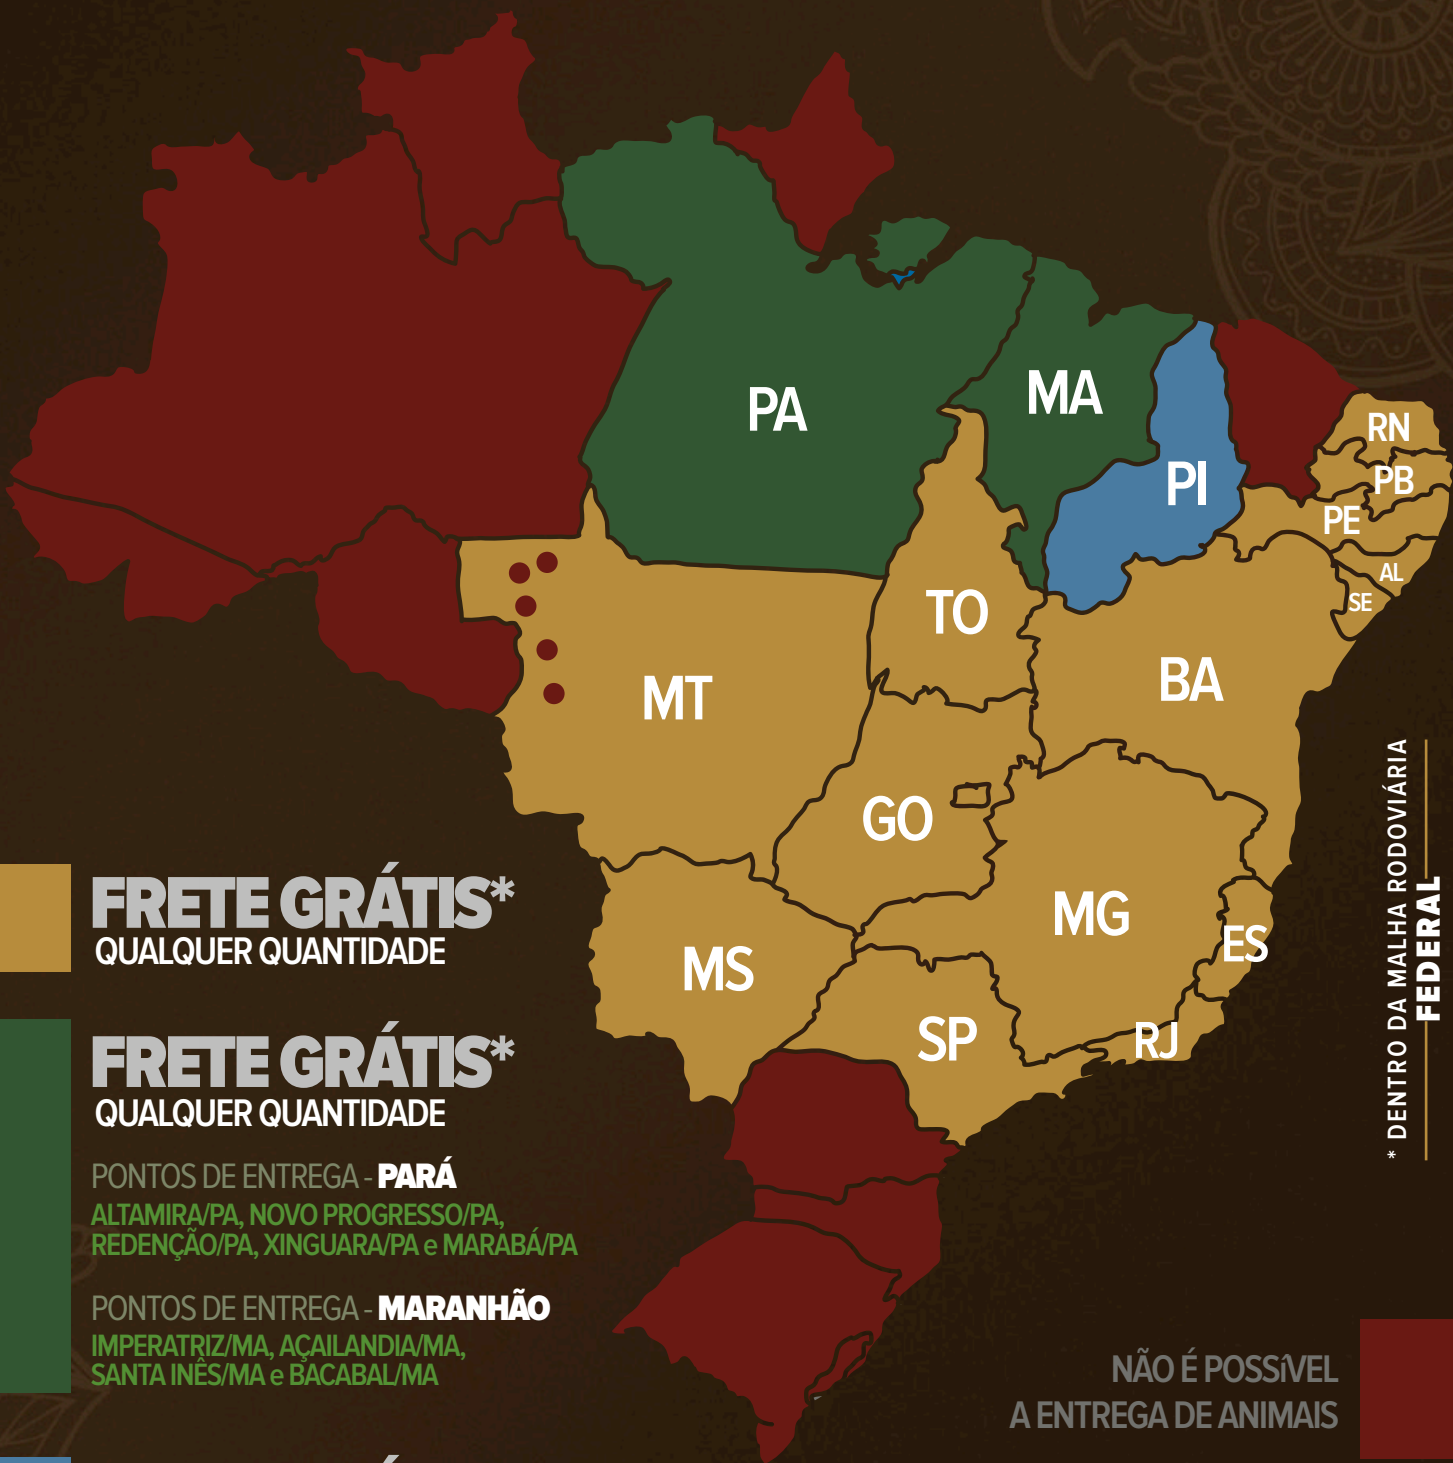 PA
MA
PI
RN
PB
PE
AL
SE
TO
BA
MT
GO
MG
ES
MS
SP
RJ
FRETE GRÁTIS*
QUALQUER QUANTIDADE
FRETE GRÁTIS*
QUALQUER QUANTIDADE
PONTOS DE ENTREGA - PARÁ
ALTAMIRA/PA, NOVO PROGRESSO/PA,
REDENÇÃO/PA, XINGUARA/PA e MARABÁ/PA
PONTOS DE ENTREGA - MARANHÃO
IMPERATRIZ/MA, AÇAILANDIA/MA,
SANTA INÊS/MA e BACABAL/MA
* DENTRO DA MALHA RODOVIÁRIA
FEDERAL
NÃO É POSSíVEL
A ENTREGA DE ANIMAIS